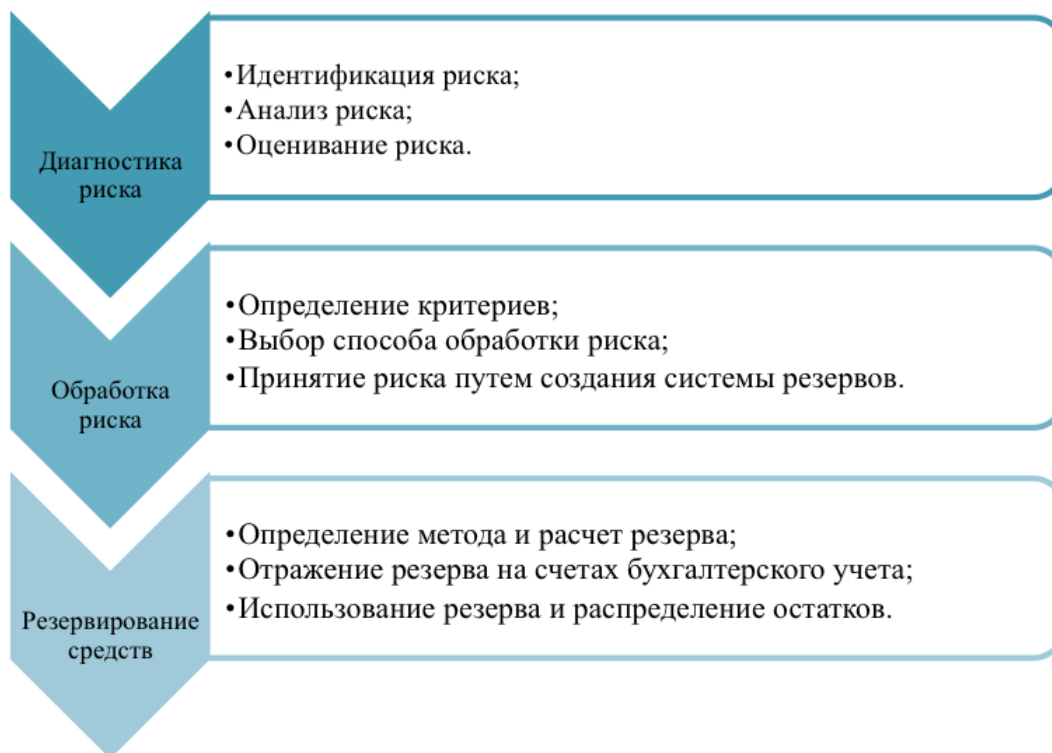 Диагностика
риска
•Идентификация риска;
•Анализ риска;
•Оценивание риска.
Обработка
риска
•Определение критериев;
•Выбор способа обработки риска;
•Принятие риска путем создания системы резервов.
Резервирование
средств
•Определение метода и расчет резерва;
•Отражение резерва на счетах бухгалтерского учета;
•Использование резерва и распределение остатков.